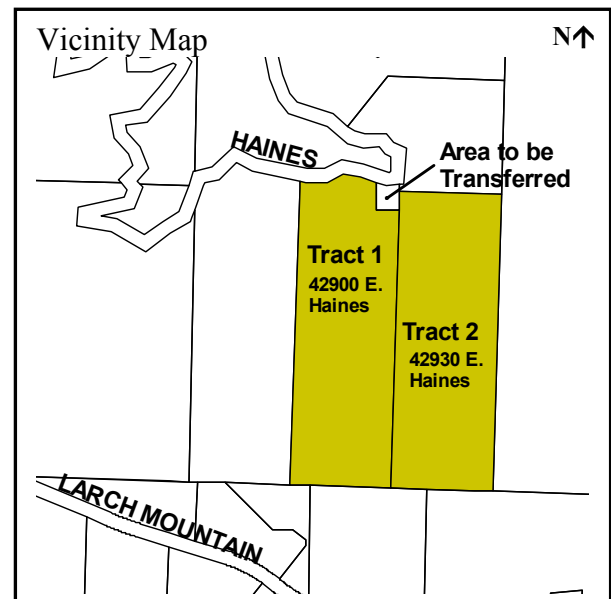 Vicinity Map
N
HAINES
Area to be
Transferred
Tract 1
42900 E.
Haines
Tract 2
42930 E.
Haines
LARCH MOUNTAIN